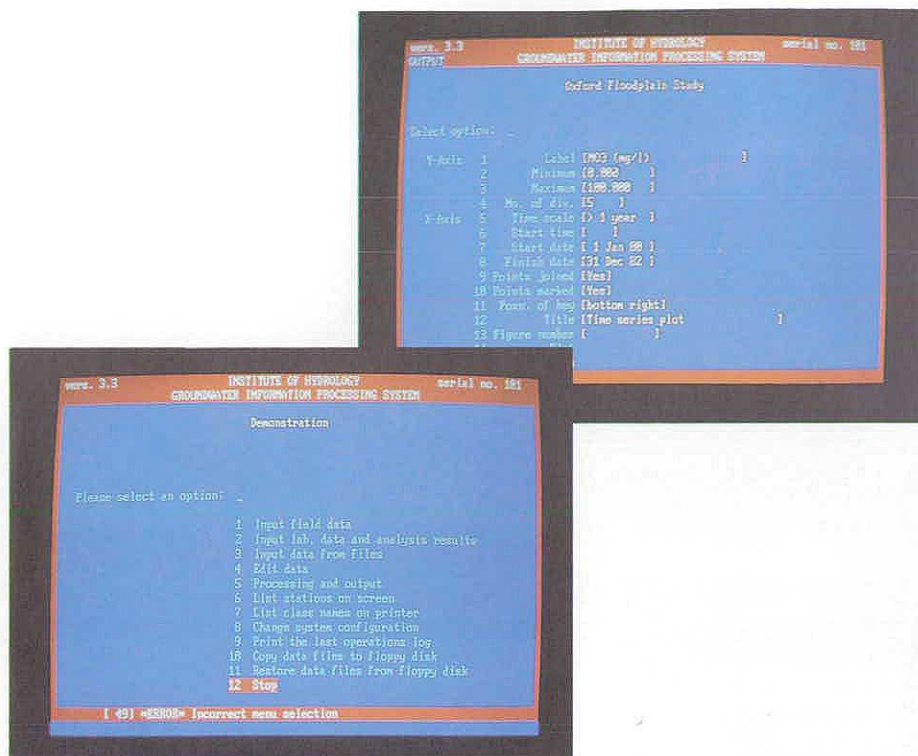 vers. 3.3 INSTITUTE OF HYDROLOGY serial no. 101
OUTPUT GROUNDWATER INFORMATION PROCESSING SYSTEM
Oxford Floodplain Study
Select option: _
Y-Axis 1 Label [NO3 (mg/l) ]
2 Minimum [0.000 ]
3 Maximum [100.000 ]
4 No. of div. [5 ]
X-Axis 5 Time scale [> 1 year ]
6 Start time [ ]
7 Start date [ 1 Jan 80 ]
8 Finish date [31 Dec 82 ]
9 Points joined [Yes]
10 Points marked [Yes]
11 Posn. of key [bottom right]
12 Title [Time series plot ]
13 Figure number [ ]
vers. 3.3 INSTITUTE OF HYDROLOGY serial no. 101
GROUNDWATER INFORMATION PROCESSING SYSTEM
Demonstration
Please select an option: _
1 Input field data
2 Input lab. data and analysis results
3 Input data from files
4 Edit data
5 Processing and output
6 List stations on screen
7 List class names on printer
8 Change system configuration
9 Print the last operations log
10 Copy data files to floppy disk
11 Restore data files from floppy disk
12 Stop
[ 49] *ERROR* Incorrect menu selection